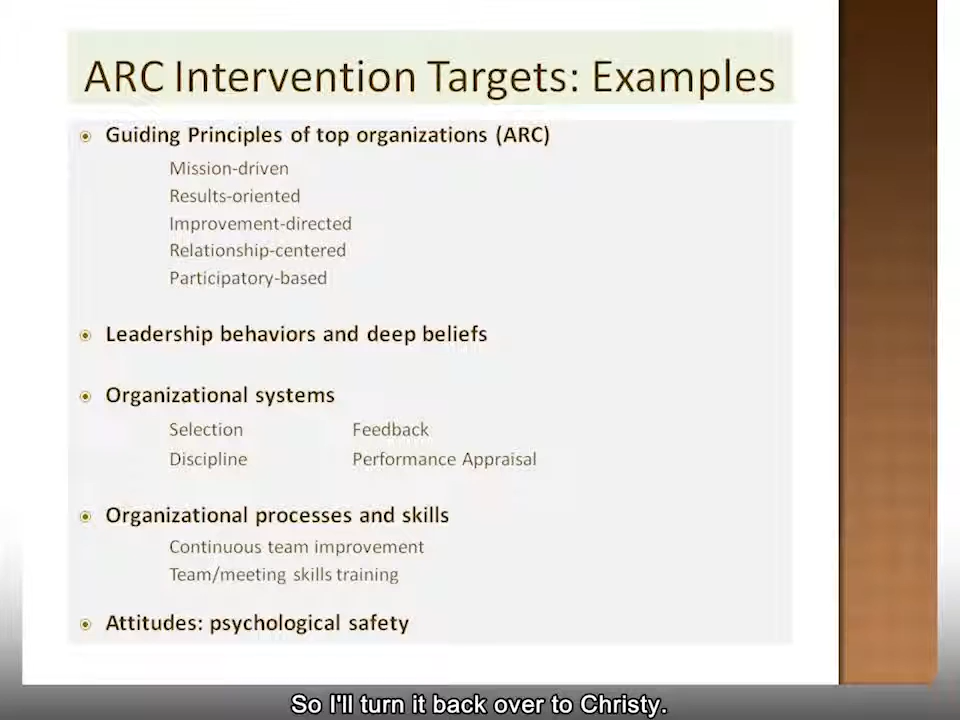 ARC Intervention Targets: Examples
Guiding Principles of top organizations (ARC)
Mission-driven
Results-oriented
Improvement-directed
Relationship-centered
Participatory-based
Leadership behaviors and deep beliefs
Organizational systems
Selection Feedback
Discipline Performance Appraisal
Organizational processes and skills
Continuous team improvement
Team/meeting skills training
Attitudes: psychological safety
So I'll turn it back over to Christy.